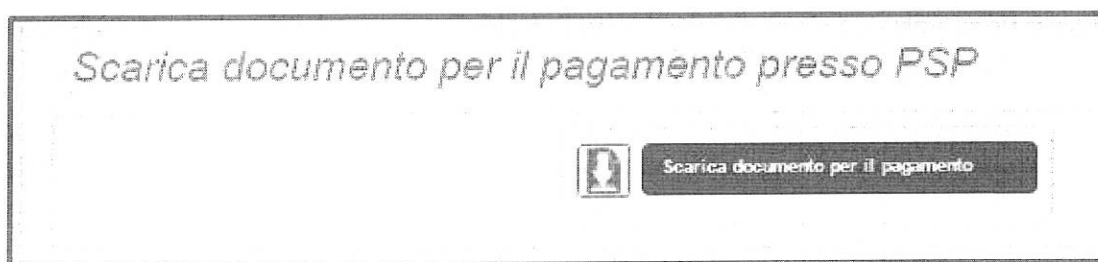 Scarica documento per il pagamento presso PSP
Scarica documento per il pagamento